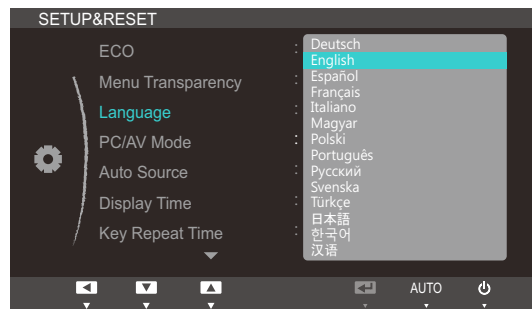 SETUP&RESET
ECO :
Menu Transparency :
Language :
PC/AV Mode :
Auto Source :
Display Time :
Key Repeat Time :
Deutsch
English
Español
Français
Italiano
Magyar
Polski
Português
Русский
Svenska
Türkçe
日本語
한국어
汉语
AUTO